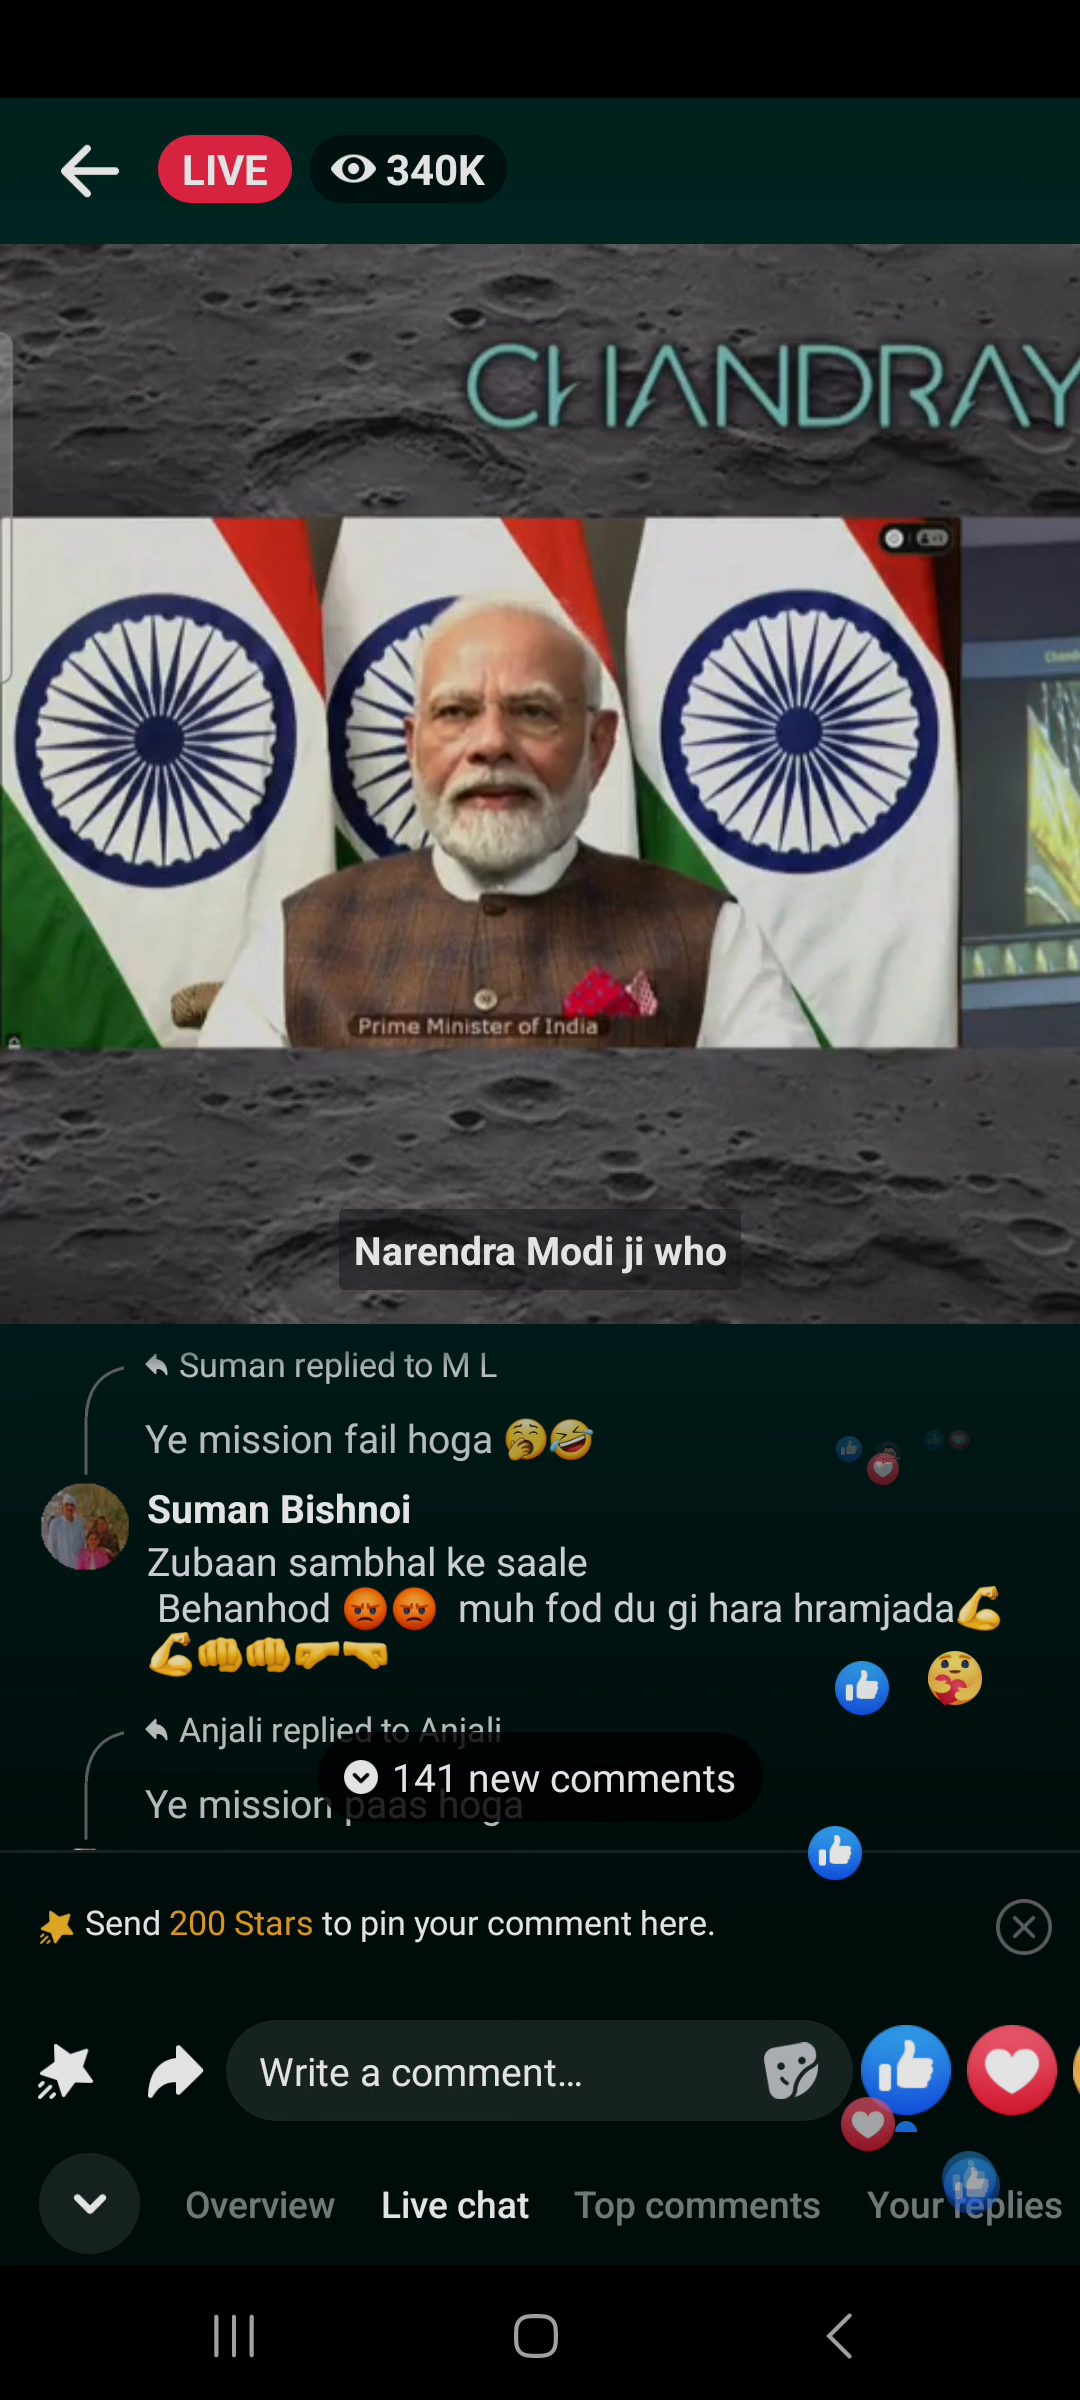 LIVE 340K
CHANDRAY
Prime Minister of India
Narendra Modi ji who
Suman replied to M L
Ye mission fail hoga 🥱🤣
Suman Bishnoi
Zubaan sambhal ke saale
Behanhod 😡😡 muh fod du gi hara hramjada💪
💪👊👊🤛🤜
Anjali replied to Anjali
141 new comments
Ye mission paas hoga
Send 200 Stars to pin your comment here.
Write a comment...
Overview Live chat Top comments Your replies